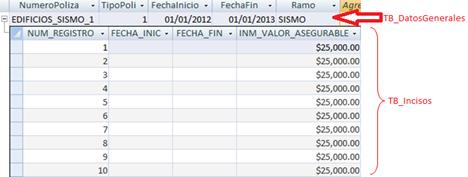 NumeroPoliza TipoPoli FechaInicio FechaFin Ramo Agre
EDIFICIOS_SISMO_1 1 01/01/2012 01/01/2013 SISMO TB_DatosGenerales
NUM_REGISTRO FECHA_INIC FECHA_FIN INM_VALOR_ASEGURABLE
1 $25,000.00
2 $25,000.00
3 $25,000.00
4 $25,000.00
5 $25,000.00 TB_Incisos
6 $25,000.00
7 $25,000.00
8 $25,000.00
9 $25,000.00
10 $25,000.00